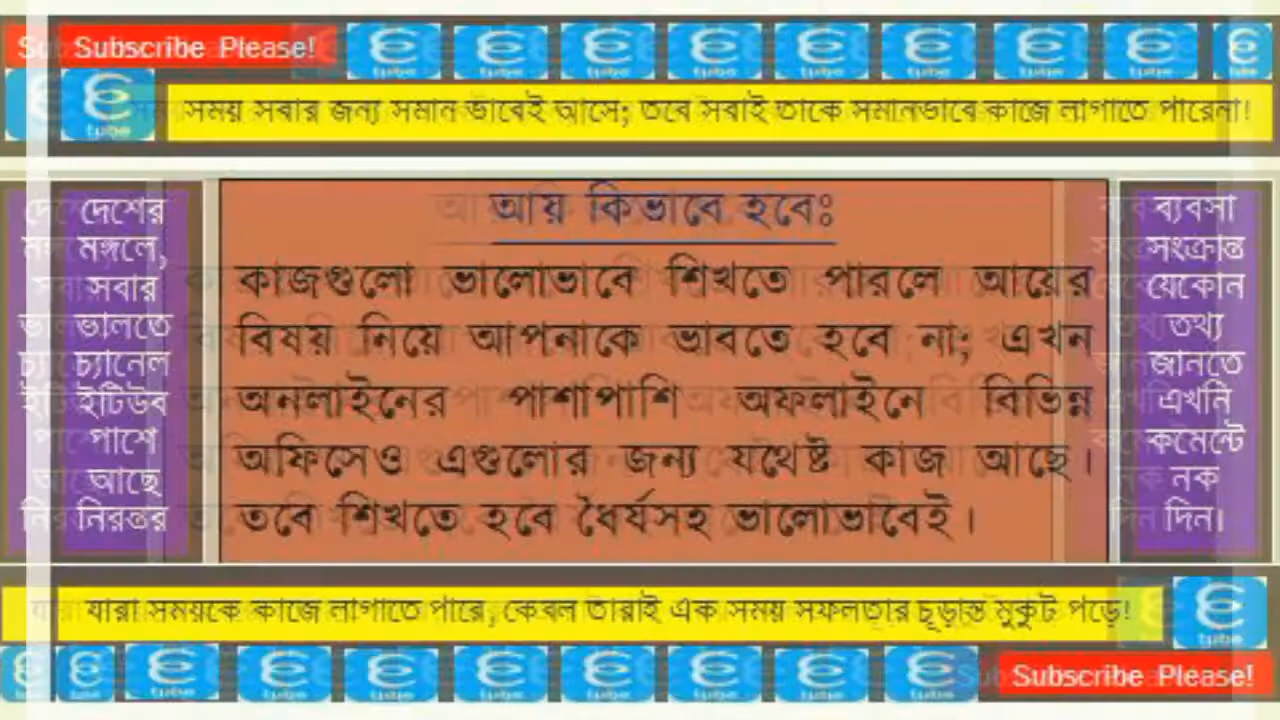 Subscribe Please!
সময় সবার জন্য সমান ভাবেই আসে; তবে সবাই তাকে সমানভাবে কাজে লাগাতে পারেনা!
দেশের
মঙ্গলে,
সবার
ভালতে
চ্যানেল
ইটিউব
পাশে
আছে
নিরন্তর
আয় কিভাবে হবেঃ
কাজগুলো ভালোভাবে শিখতে পারলে আয়ের
বিষয় নিয়ে আপনাকে ভাবতে হবে না; এখন
অনলাইনের পাশাপাশি অফলাইনে বিভিন্ন
অফিসেও এগুলোর জন্য যথেষ্ট কাজ আছে।
তবে শিখতে হবে ধৈর্যসহ ভালোভাবেই।
ব্যবসা
সংক্রান্ত
যেকোন
তথ্য
জানতে
এখনি
কমেন্টে
নক
দিন।
যারা সময়কে কাজে লাগাতে পারে, কেবল তারাই এক সময় সফলতার চূড়ান্ত মুকুট পড়ে!
Subscribe Please!